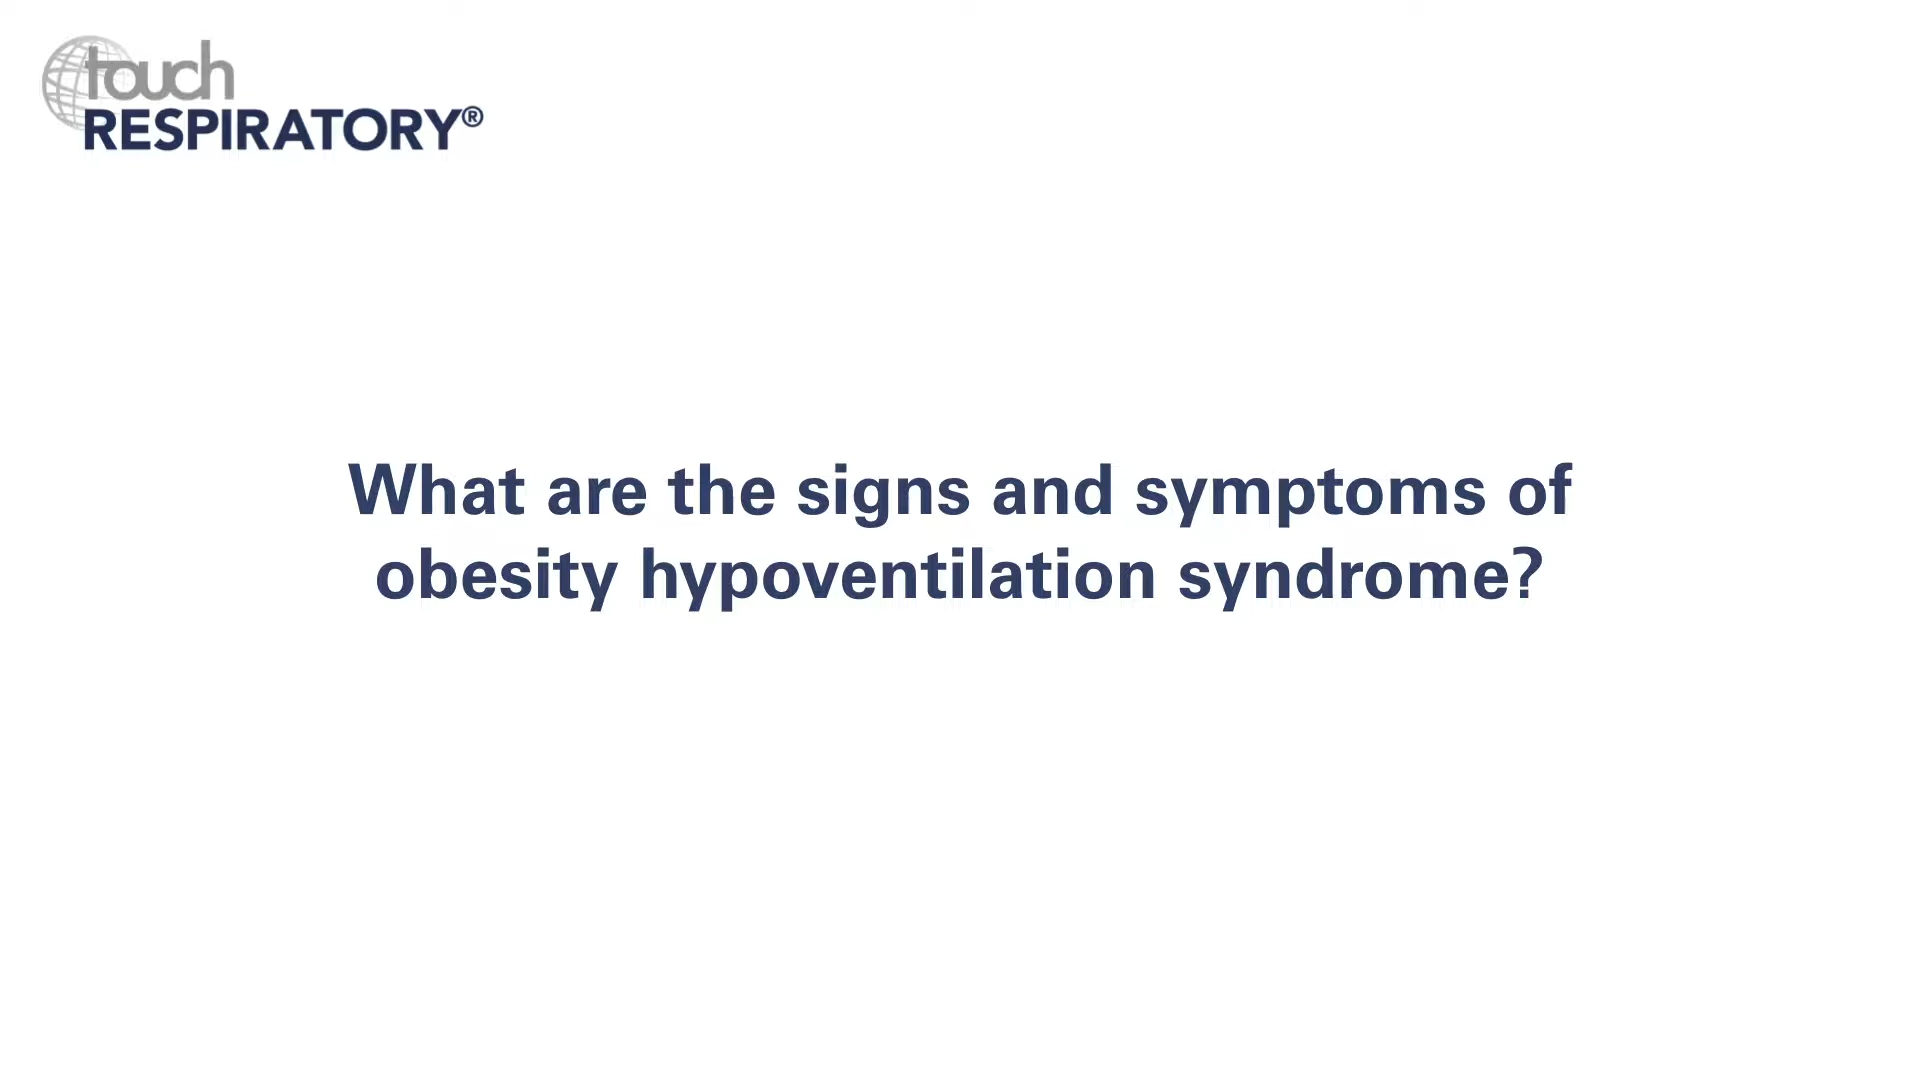 touch
RESPIRATORY®
What are the signs and symptoms of
obesity hypoventilation syndrome?